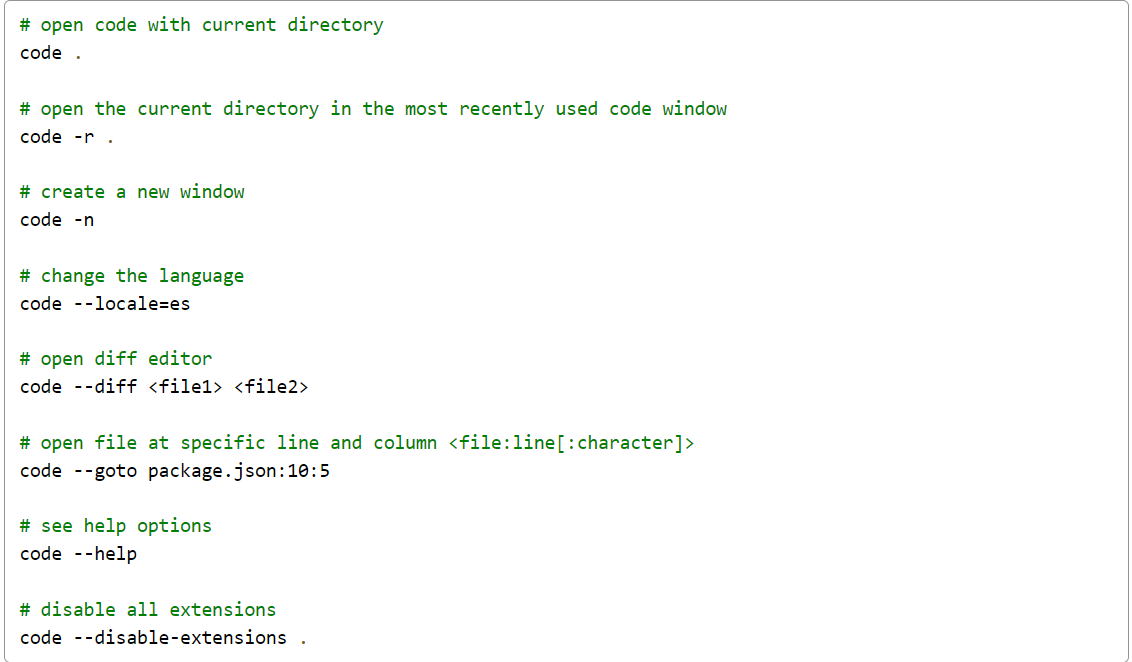 # open code with current directory
code .
# open the current directory in the most recently used code window
code -r .
# create a new window
code -n
# change the language
code --locale=es
# open diff editor
code --diff <file1> <file2>
# open file at specific line and column <file:line[:character]>
code --goto package.json:10:5
# see help options
code --help
# disable all extensions
code --disable-extensions .